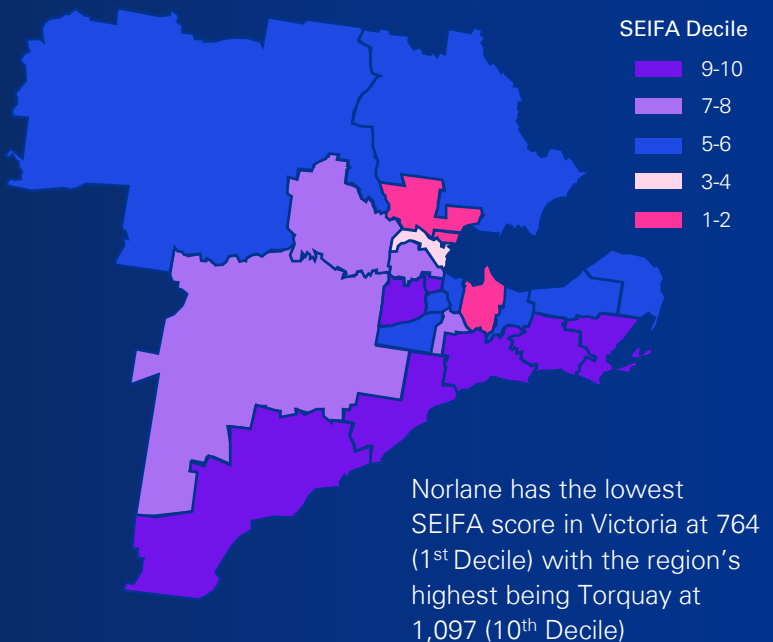 SEIFA Decile
9-10
7-8
5-6
3-4
1-2
Norlane has the lowest
SEIFA score in Victoria at 764
(1st Decile) with the region's
highest being Torquay at
1,097 (10th Decile)